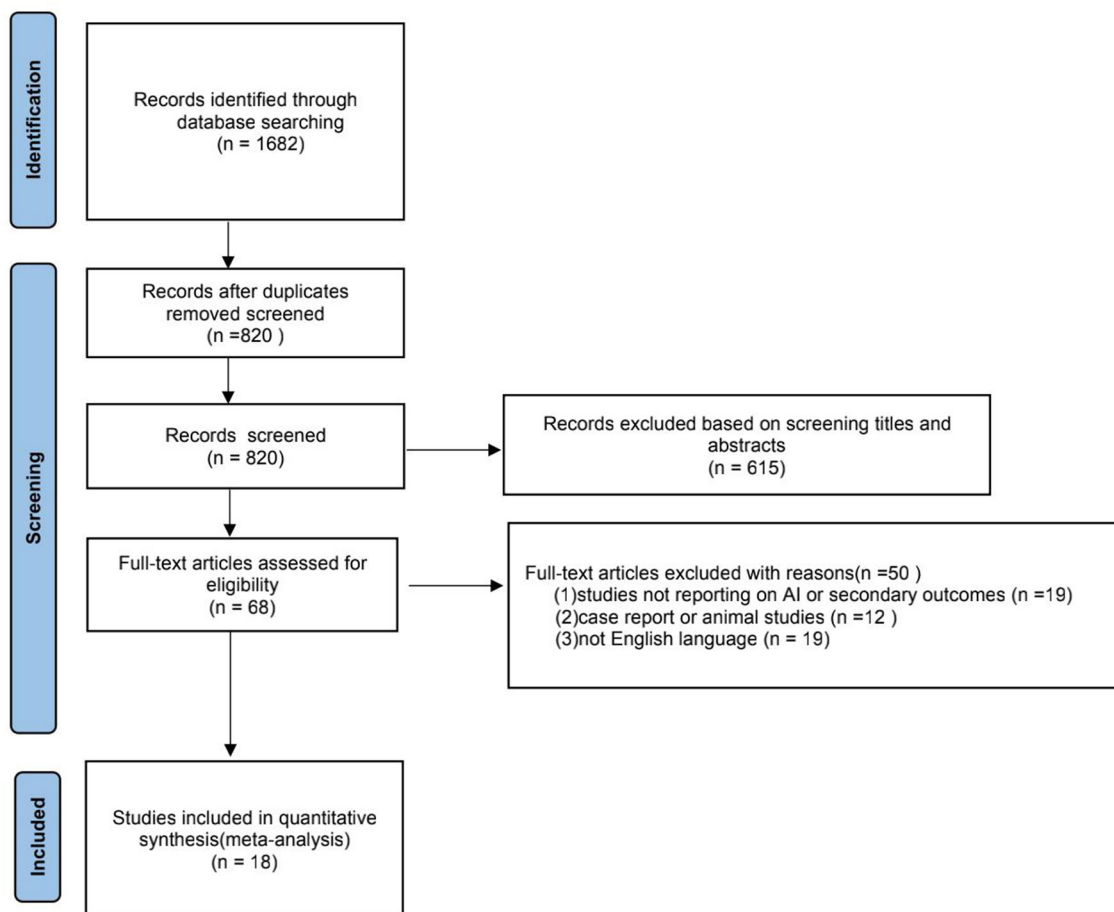 Identification
Records identified through
database searching
(n = 1682)
Screening
Records after duplicates
removed screened
(n =820 )
Records screened
(n = 820)
Records excluded based on screening titles and
abstracts
(n = 615)
Full-text articles assessed for
eligibility
(n = 68)
Full-text articles excluded with reasons(n =50 )
(1)studies not reporting on AI or secondary outcomes (n =19)
(2)case report or animal studies (n =12 )
(3)not English language (n = 19)
Included
Studies included in quantitative
synthesis(meta-analysis)
(n = 18)